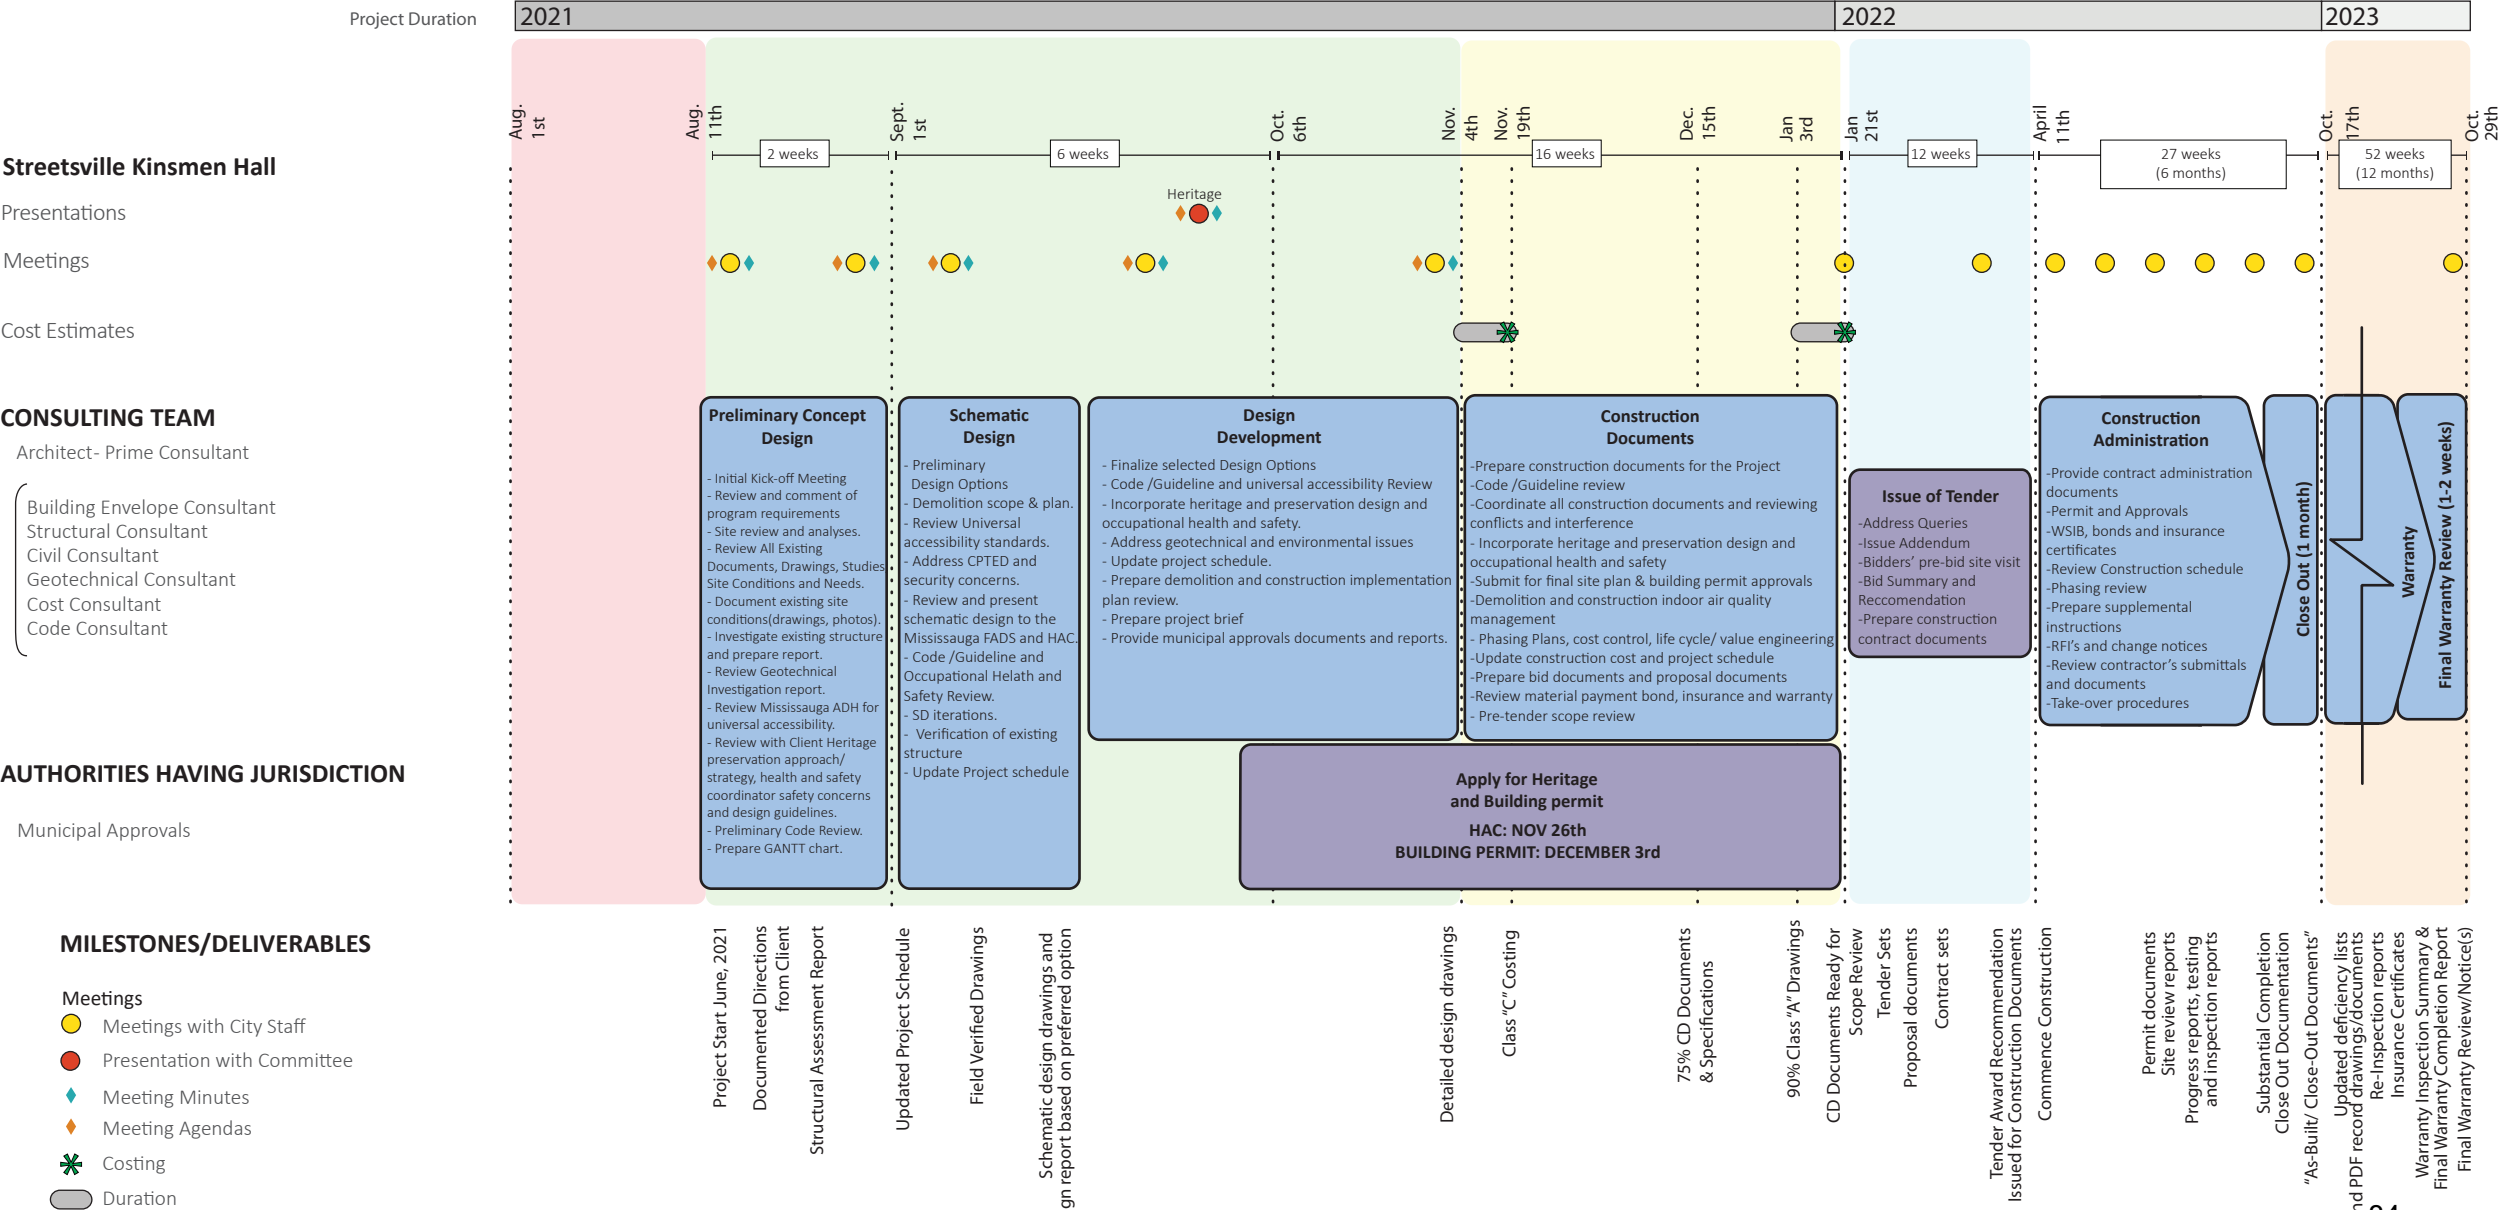 Project Duration
2021
2022
2023
Aug.
1st
Aug.
11th
Sept.
1st
Oct.
6th
Nov.
4th
Nov.
19th
Dec.
15th
Jan
3rd
Jan
21st
April
11th
Oct.
17th
Oct.
29th
Streetsville Kinsmen Hall
2 weeks
6 weeks
16 weeks
12 weeks
27 weeks
(6 months)
52 weeks
(12 months)
Presentations
Heritage
Meetings
Cost Estimates
CONSULTING TEAM
Architect- Prime Consultant
Building Envelope Consultant
Structural Consultant
Civil Consultant
Geotechnical Consultant
Cost Consultant
Code Consultant
Preliminary Concept
Design
- Initial Kick-off Meeting
- Review and comment of
program requirements
- Site review and analyses.
- Review All Existing
Documents, Drawings, Studies
Site Conditions and Needs.
- Document existing site
conditions(drawings, photos).
- Investigate existing structure
and prepare report.
- Review Geotechnical
Investigation report.
- Review Mississauga ADH for
universal accessibility.
- Review with Client Heritage
preservation approach/
strategy, health and safety
coordinator safety concerns
and design guidelines.
- Preliminary Code Review.
- Prepare GANTT chart.
Schematic
Design
- Preliminary
Design Options
- Demolition scope & plan.
- Review Universal
accessibility standards.
- Address CPTED and
security concerns.
- Review and present
schematic design to the
Mississauga FADS and HAC.
- Code /Guideline and
Occupational Helath and
Safety Review.
- SD iterations.
- Verification of existing
structure
- Update Project schedule
Design
Development
- Finalize selected Design Options
- Code /Guideline and universal accessibility Review
- Incorporate heritage and preservation design and
occupational health and safety.
- Address geotechnical and environmental issues
- Update project schedule.
- Prepare demolition and construction implementation
plan review.
- Prepare project brief
- Provide municipal approvals documents and reports.
Construction
Documents
-Prepare construction documents for the Project
-Code /Guideline review
-Coordinate all construction documents and reviewing
conflicts and interference
- Incorporate heritage and preservation design and
occupational health and safety
-Submit for final site plan & building permit approvals
-Demolition and construction indoor air quality
management
- Phasing Plans, cost control, life cycle/ value engineering
-Update construction cost and project schedule
-Prepare bid documents and proposal documents
-Review material payment bond, insurance and warranty
- Pre-tender scope review
Issue of Tender
-Address Queries
-Issue Addendum
-Bidders' pre-bid site visit
-Bid Summary and
Reccomendation
-Prepare construction
contract documents
Construction
Administration
-Provide contract administration
documents
-Permit and Approvals
-WSIB, bonds and insurance
certificates
-Review Construction schedule
-Phasing review
-Prepare supplemental
instructions
-RFI's and change notices
-Review contractor's submittals
and documents
-Take-over procedures
Close Out (1 month)
Warranty
Final Warranty Review (1-2 weeks)
AUTHORITIES HAVING JURISDICTION
Municipal Approvals
Apply for Heritage
and Building permit
HAC: NOV 26th
BUILDING PERMIT: DECEMBER 3rd
MILESTONES/DELIVERABLES
Meetings
Meetings with City Staff
Presentation with Committee
Meeting Minutes
Meeting Agendas
Costing
Duration
Project Start June, 2021
Documented Directions
from Client
Structural Assessment Report
Updated Project Schedule
Field Verified Drawings
Schematic design drawings and
gn report based on preferred option
Detailed design drawings
Class "C" Costing
75% CD Documents
& Specifications
90% Class "A" Drawings
CD Documents Ready for
Scope Review
Tender Sets
Proposal documents
Contract sets
Tender Award Recommendation
Issued for Construction Documents
Commence Construction
Permit documents
Site review reports
Progress reports, testing
and inspection reports
Substantial Completion
Close Out Documentation
"As-Built/ Close-Out Documents"
Updated deficiency lists
nd PDF record drawings/documents
Re-Inspection reports
Insurance Certificates
Warranty Inspection Summary &
Final Warranty Completion Report
Final Warranty Review/Notice(s)